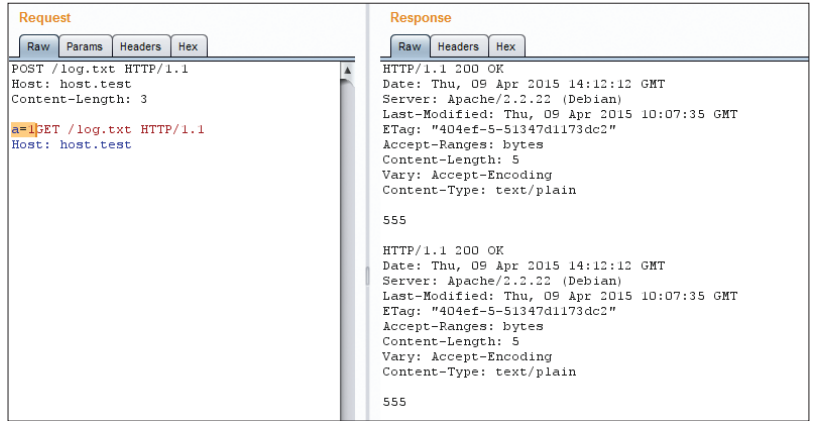 Request
Raw Params Headers Hex
POST /log.txt HTTP/1.1
Host: host.test
Content-Length: 3
a=1GET /log.txt HTTP/1.1
Host: host.test
Response
Raw Headers Hex
HTTP/1.1 200 OK
Date: Thu, 09 Apr 2015 14:12:12 GMT
Server: Apache/2.2.22 (Debian)
Last-Modified: Thu, 09 Apr 2015 10:07:35 GMT
ETag: "404ef-5-51347d1173dc2"
Accept-Ranges: bytes
Content-Length: 5
Vary: Accept-Encoding
Content-Type: text/plain
555
HTTP/1.1 200 OK
Date: Thu, 09 Apr 2015 14:12:12 GMT
Server: Apache/2.2.22 (Debian)
Last-Modified: Thu, 09 Apr 2015 10:07:35 GMT
ETag: "404ef-5-51347d1173dc2"
Accept-Ranges: bytes
Content-Length: 5
Vary: Accept-Encoding
Content-Type: text/plain
555